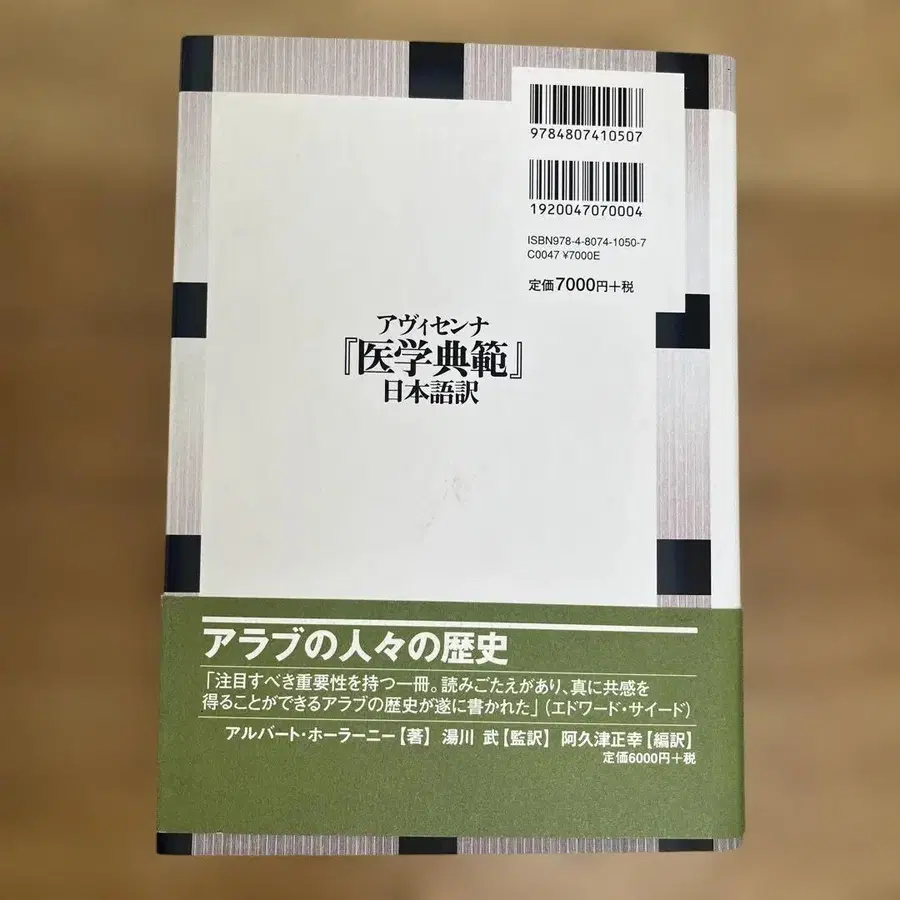 9784807410507
1920047070004
ISBN978-4-8074-1050-7
C0047 ¥7000E
定価7000円+税
アヴィセンナ
『医学典範』
日本語訳
アラブの人々の歴史
「注目すべき重要性を持つ一冊。読みごたえがあり、真に共感を
得ることができるアラブの歴史が遂に書かれた」(エドワード・サイード)
アルバート・ホーラーニー【著】 湯川 武【監訳】 阿久津正幸【編訳】
定価6000円+税